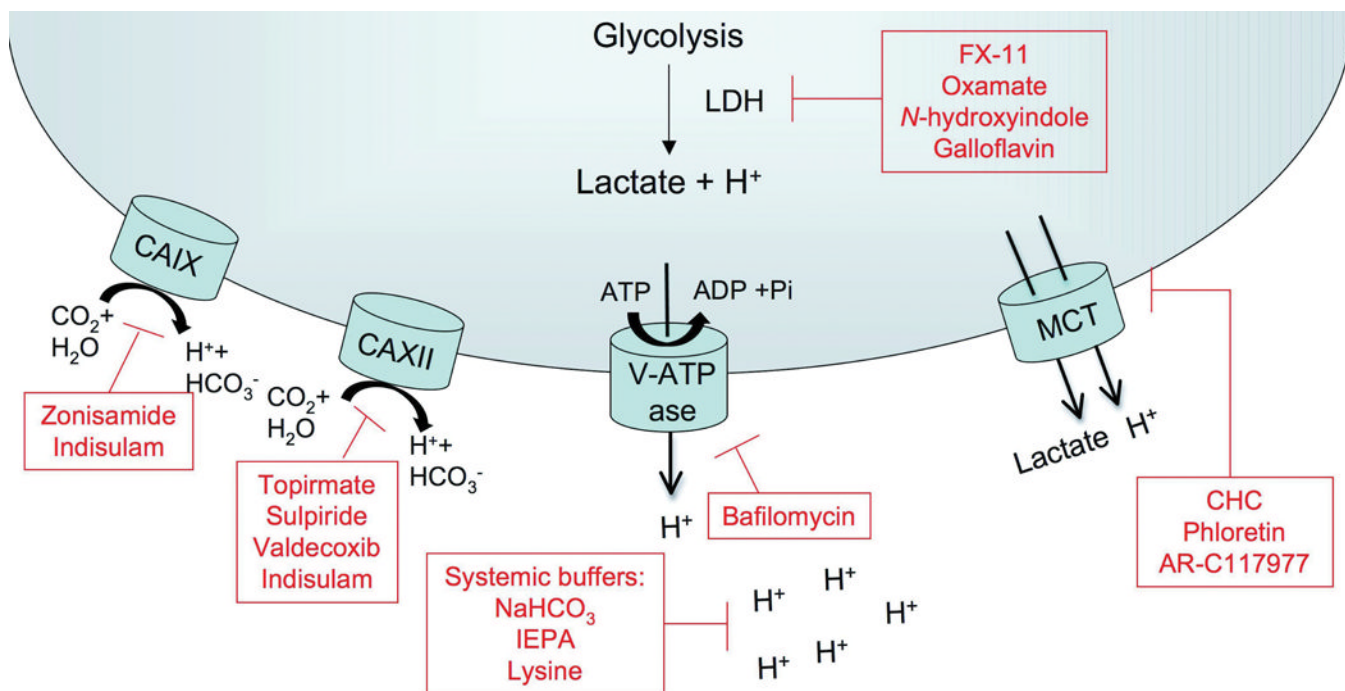 Glycolysis
LDH
Lactate + H⁺
FX-11
Oxamate
N-hydroxyindole
Galloflavin
CAIX
CO₂+
H₂O
H⁺+
HCO₃⁻
Zonisamide
Indisulam
CAXII
CO₂+
H₂O
H⁺+
HCO₃⁻
Topirmate
Sulpiride
Valdecoxib
Indisulam
ATP
ADP +Pi
V-ATP
ase
H⁺
Bafilomycin
MCT
Lactate H⁺
CHC
Phloretin
AR-C117977
Systemic buffers:
NaHCO₃
IEPA
Lysine
H⁺
H⁺
H⁺
H⁺
H⁺